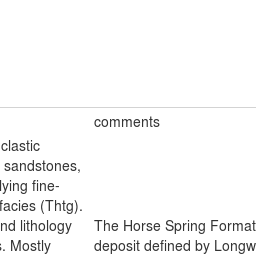 comments
clastic
sandstones,
lying fine-
facies (Thtg).
nd lithology The Horse Spring Format
s. Mostly deposit defined by Longw